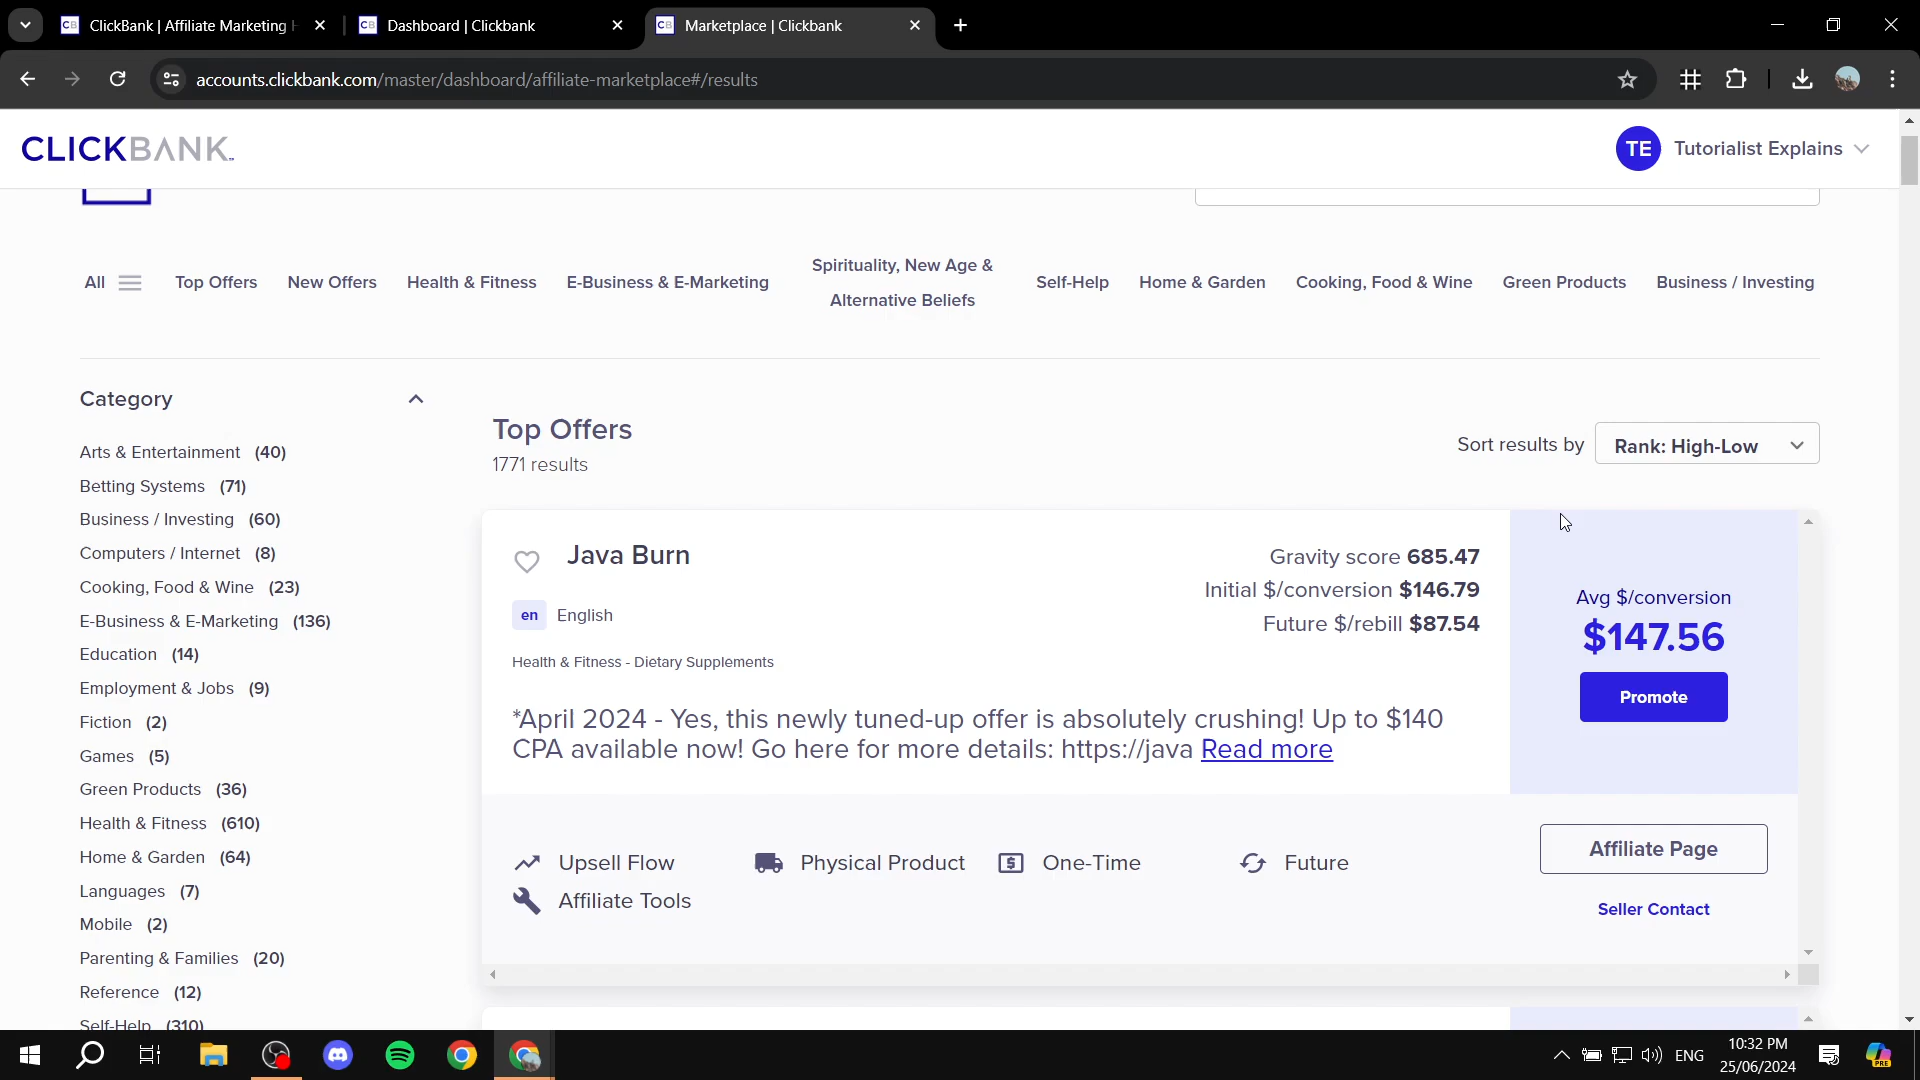 ClickBank | Affiliate Marketing
Dashboard | Clickbank
Marketplace | Clickbank
accounts.clickbank.com/master/dashboard/affiliate-marketplace#/results
CLICKBANK
TE
Tutorialist Explains
All
Top Offers
New Offers
Health & Fitness
E-Business & E-Marketing
Spirituality, New Age &
Alternative Beliefs
Self-Help
Home & Garden
Cooking, Food & Wine
Green Products
Business / Investing
Category
Arts & Entertainment (40)
Betting Systems (71)
Business / Investing (60)
Computers / Internet (8)
Cooking, Food & Wine (23)
E-Business & E-Marketing (136)
Education (14)
Employment & Jobs (9)
Fiction (2)
Games (5)
Green Products (36)
Health & Fitness (610)
Home & Garden (64)
Languages (7)
Mobile (2)
Parenting & Families (20)
Reference (12)
Self-Help (310)
Top Offers
1771 results
Sort results by
Rank: High-Low
Java Burn
en English
Health & Fitness - Dietary Supplements
Gravity score 685.47
Initial $/conversion $146.79
Future $/rebill $87.54
*April 2024 - Yes, this newly tuned-up offer is absolutely crushing! Up to $140
CPA available now! Go here for more details: https://java Read more
Avg $/conversion
$147.56
Promote
Upsell Flow
Physical Product
One-Time
Future
Affiliate Tools
Affiliate Page
Seller Contact
ENG
10:32 PM
25/06/2024
PRE